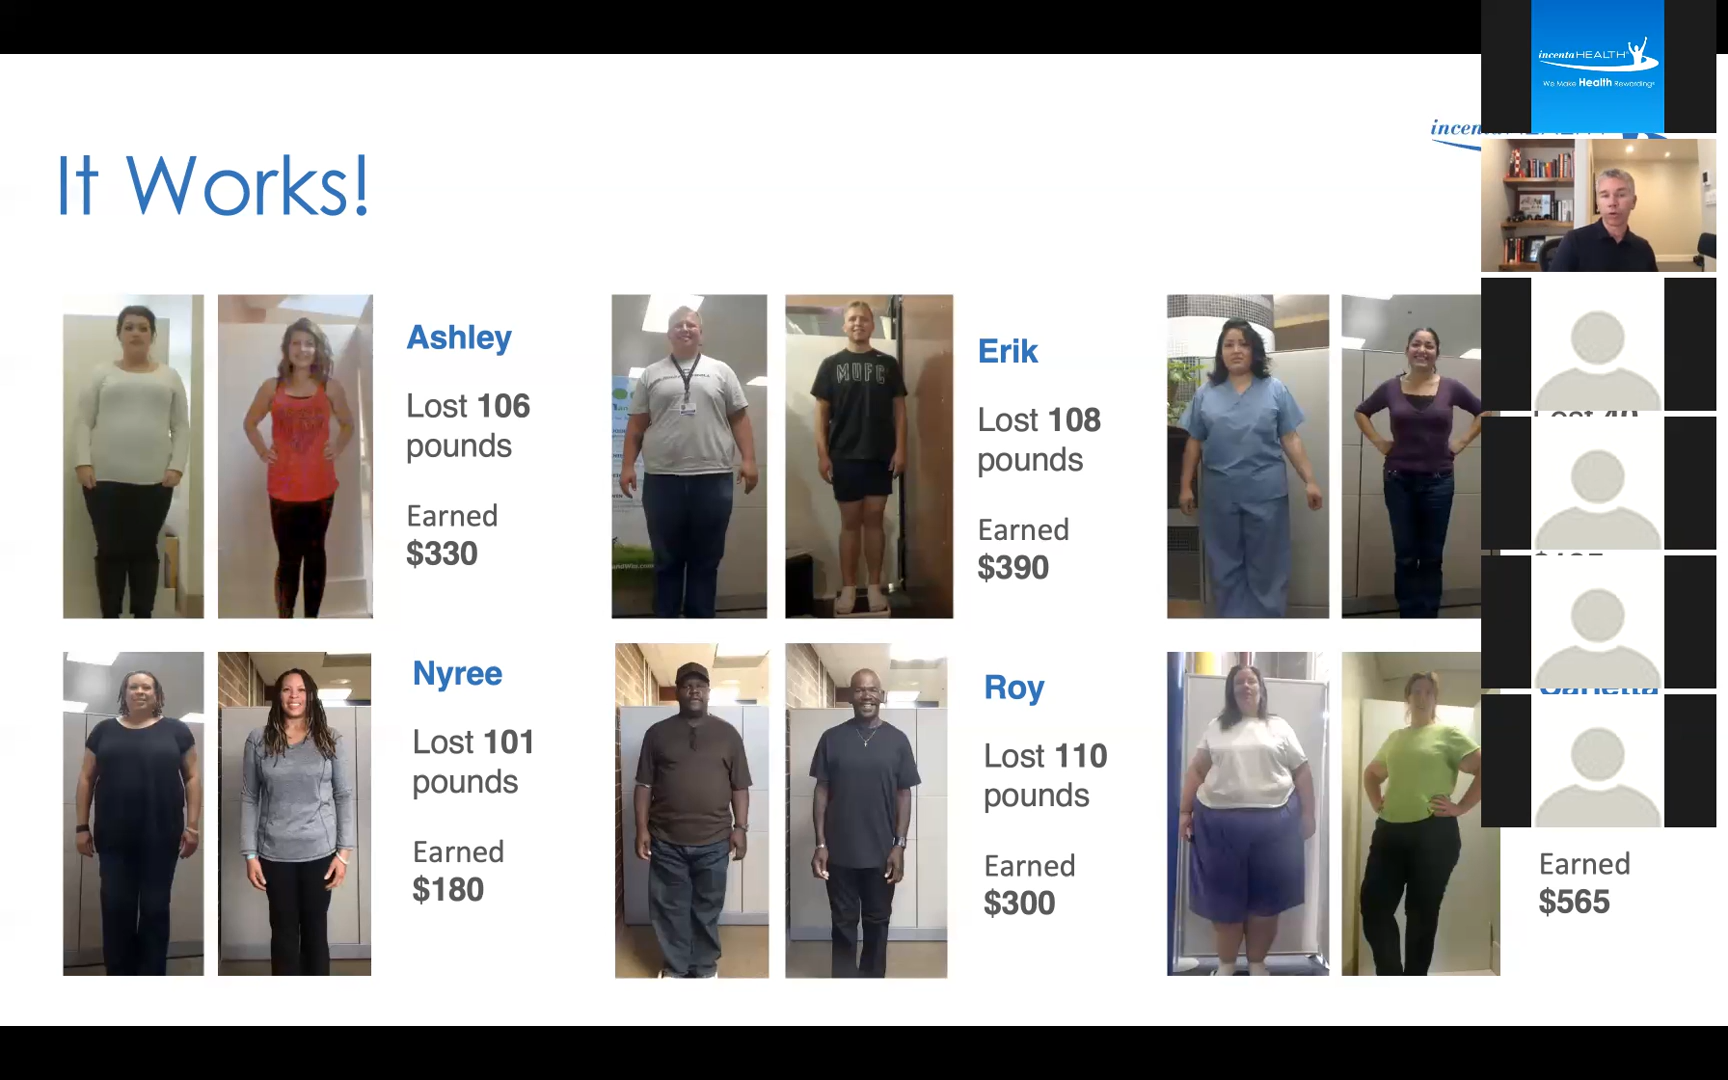 incentaHEALTH
We Make Health Rewarding
incen
It Works!
Ashley
Lost 106
pounds
Earned
$330
Erik
Lost 108
pounds
Earned
$390
MUFC
Nyree
Lost 101
pounds
Earned
$180
Roy
Lost 110
pounds
Earned
$300
Earned
$565